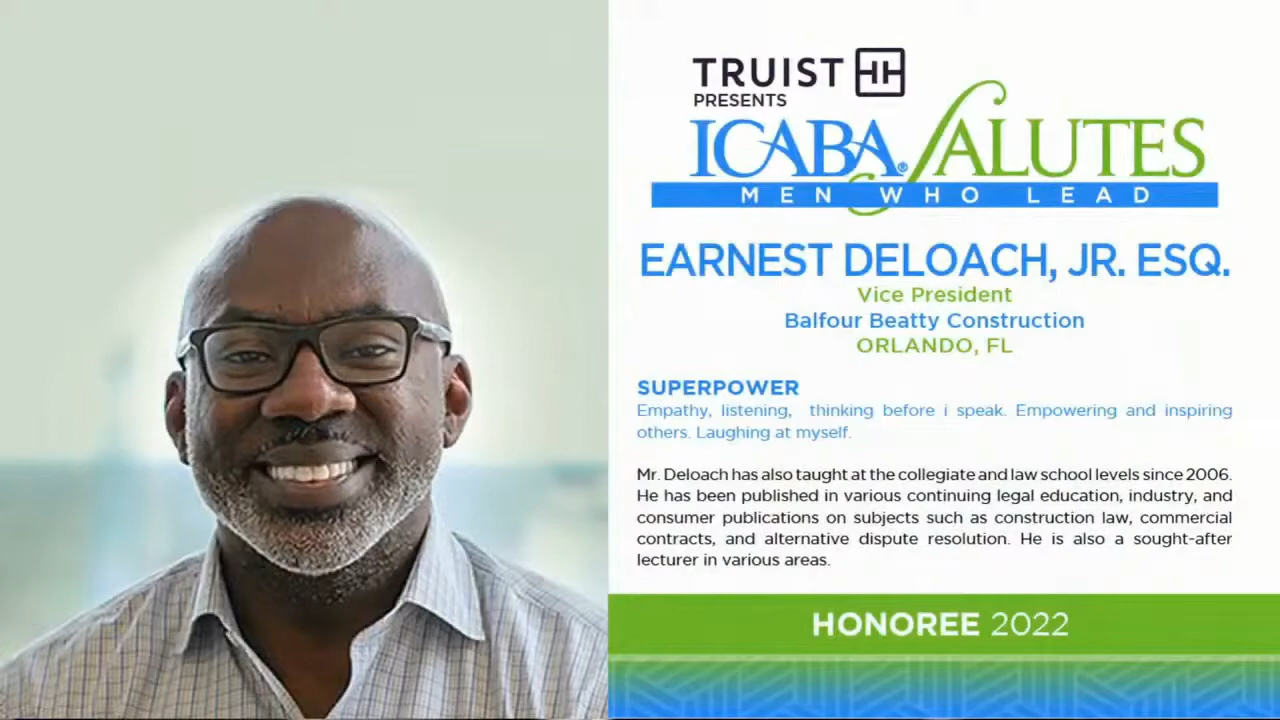 TRUIST
PRESENTS
ICABA® SALUTES
MEN WHO LEAD
EARNEST DELOACH, JR. ESQ.
Vice President
Balfour Beatty Construction
ORLANDO, FL
SUPERPOWER
Empathy, listening, thinking before i speak. Empowering and inspiring
others. Laughing at myself.
Mr. Deloach has also taught at the collegiate and law school levels since 2006.
He has been published in various continuing legal education, industry, and
consumer publications on subjects such as construction law, commercial
contracts, and alternative dispute resolution. He is also a sought-after
lecturer in various areas.
HONOREE 2022